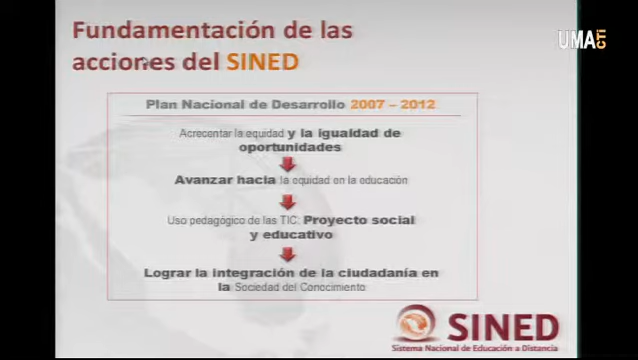 Fundamentación de las
acciones del SINED
UMA CTI
Plan Nacional de Desarrollo 2007 – 2012
Acrecentar la equidad y la igualdad de
oportunidades
Avanzar hacia la equidad en la educación
Uso pedagógico de las TIC: Proyecto social
y educativo
Lograr la integración de la ciudadanía en
la Sociedad del Conocimiento
SINED
Sistema Nacional de Educación a Distancia